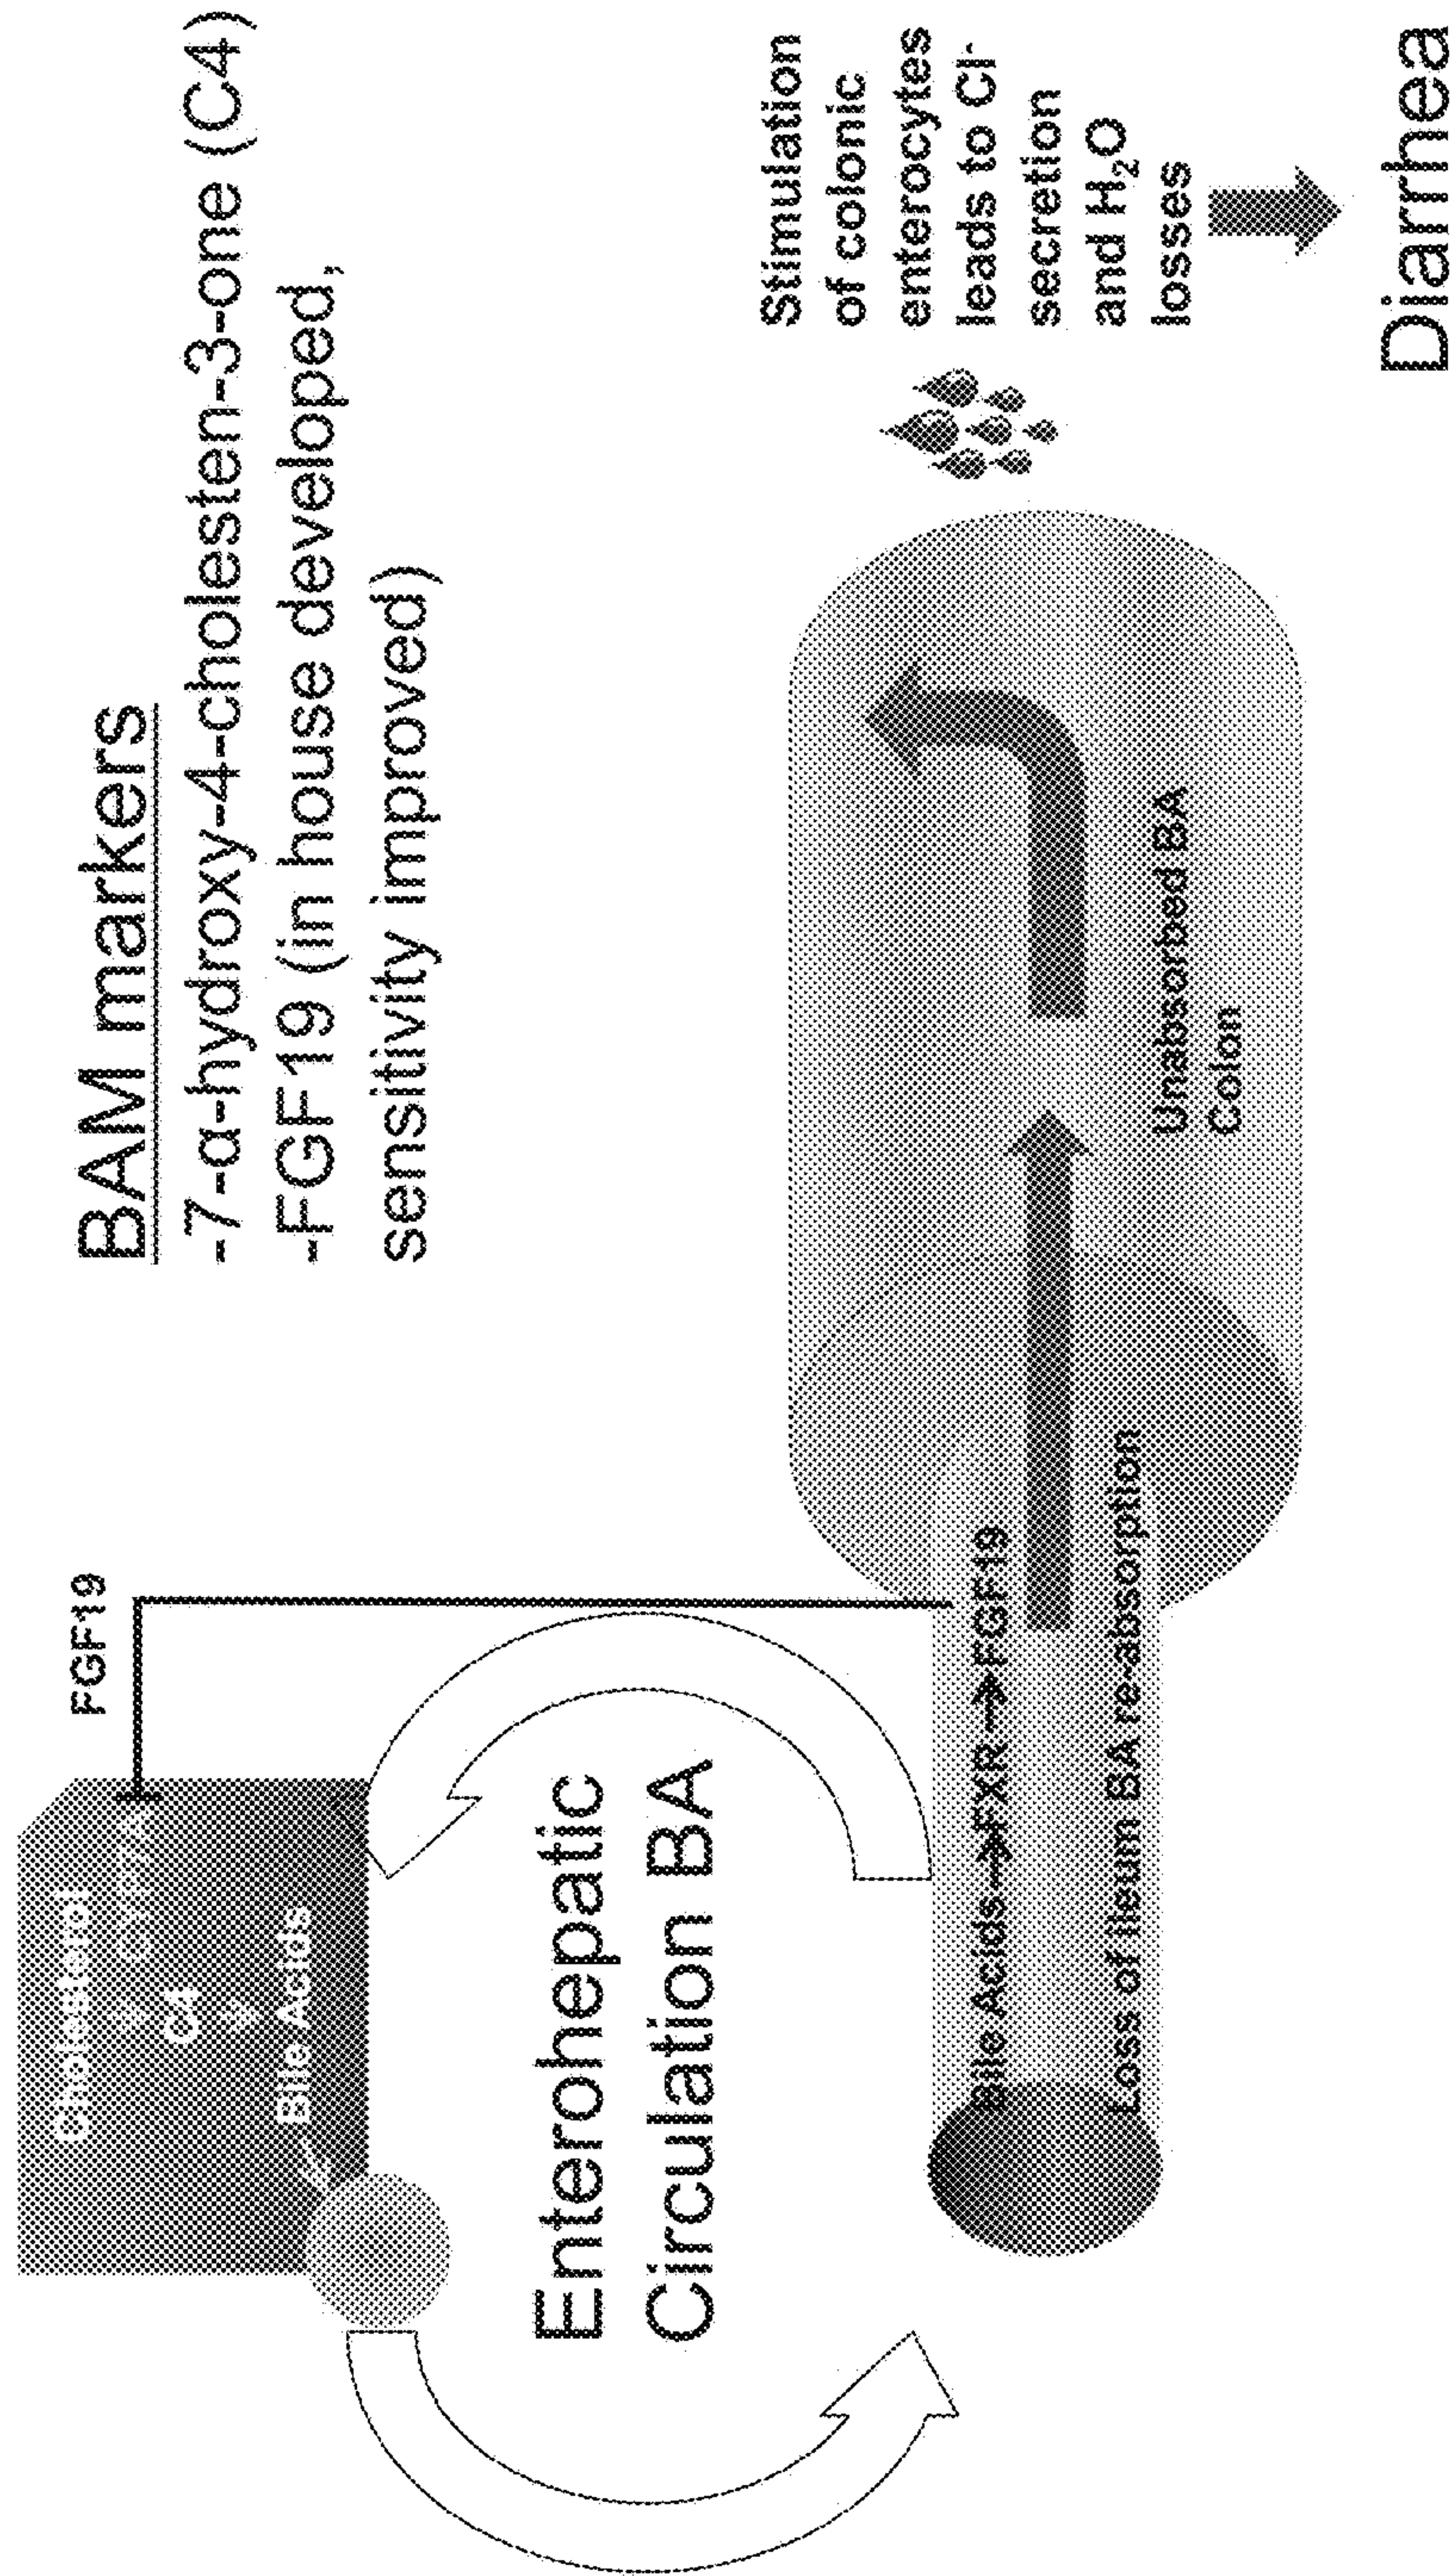 BAM markers
-7-α-hydroxy-4-cholesten-3-one (C4)
-FGF19 (in house developed,
sensitivity improved)
FGF19
Cholesterol
C4
Bile Acids
Enterohepatic
Circulation BA
Bile Acids→FXR→FGF19
Loss of Ileum BA re-absorption
Unabsorbed BA
Colon
Stimulation
of colonic
enterocytes
leads to Cl-
secretion
and H₂O
losses
Diarrhea